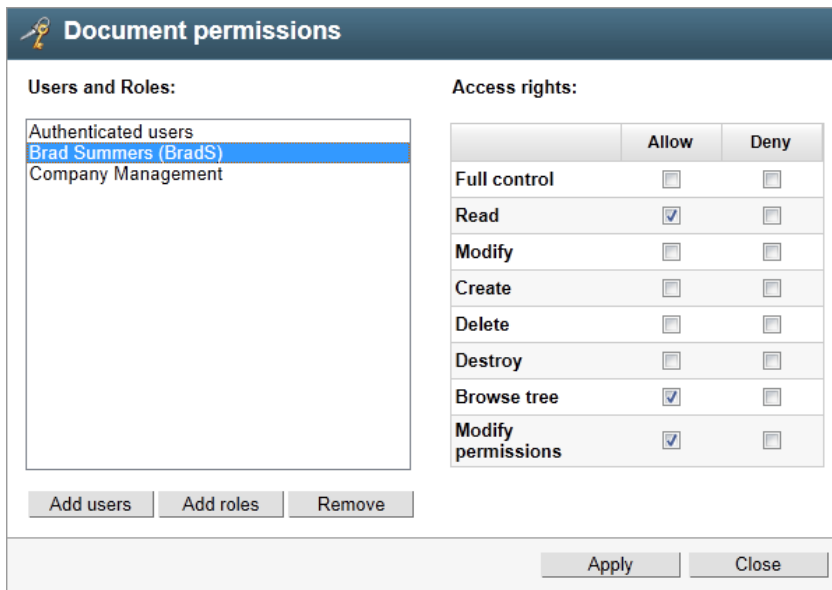 Document permissions
Users and Roles:
Authenticated users
Brad Summers (BradS)
Company Management
Add users Add roles Remove
Access rights:
Allow Deny
Full control
Read
Modify
Create
Delete
Destroy
Browse tree
Modify
permissions
Apply Close